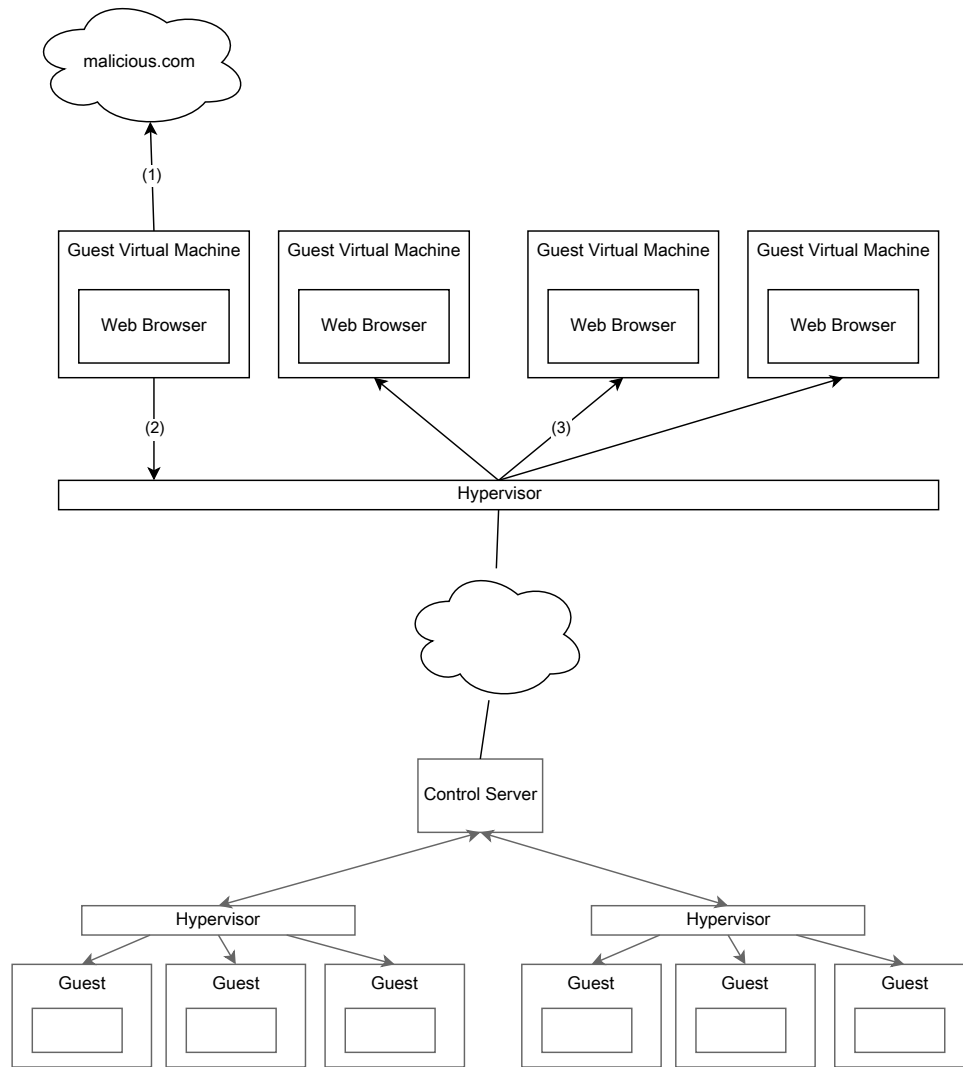 malicious.com
(1)
Guest Virtual Machine
Guest Virtual Machine
Guest Virtual Machine
Guest Virtual Machine
Web Browser
Web Browser
Web Browser
Web Browser
(2)
(3)
Hypervisor
Control Server
Hypervisor
Hypervisor
Guest
Guest
Guest
Guest
Guest
Guest